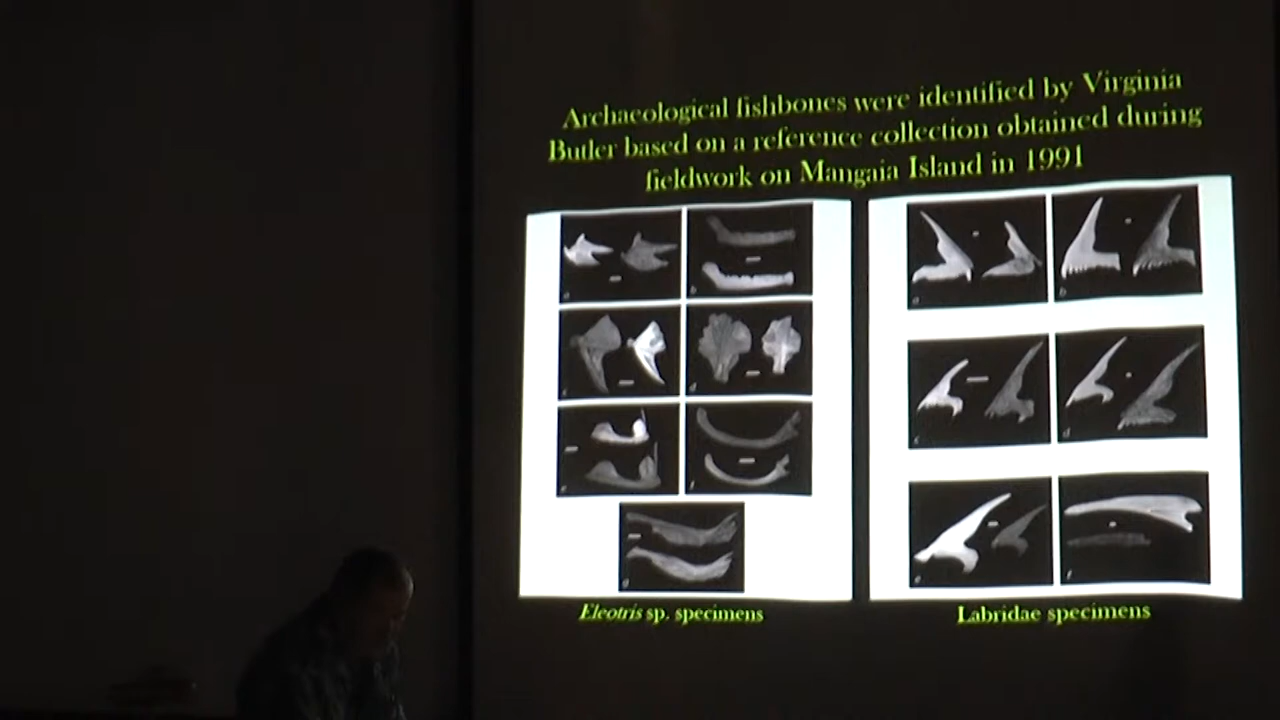 Archaeological fishbones were identified by Virginia
Butler based on a reference collection obtained during
fieldwork on Mangaia Island in 1991
Eleotris sp. specimens
Labridae specimens